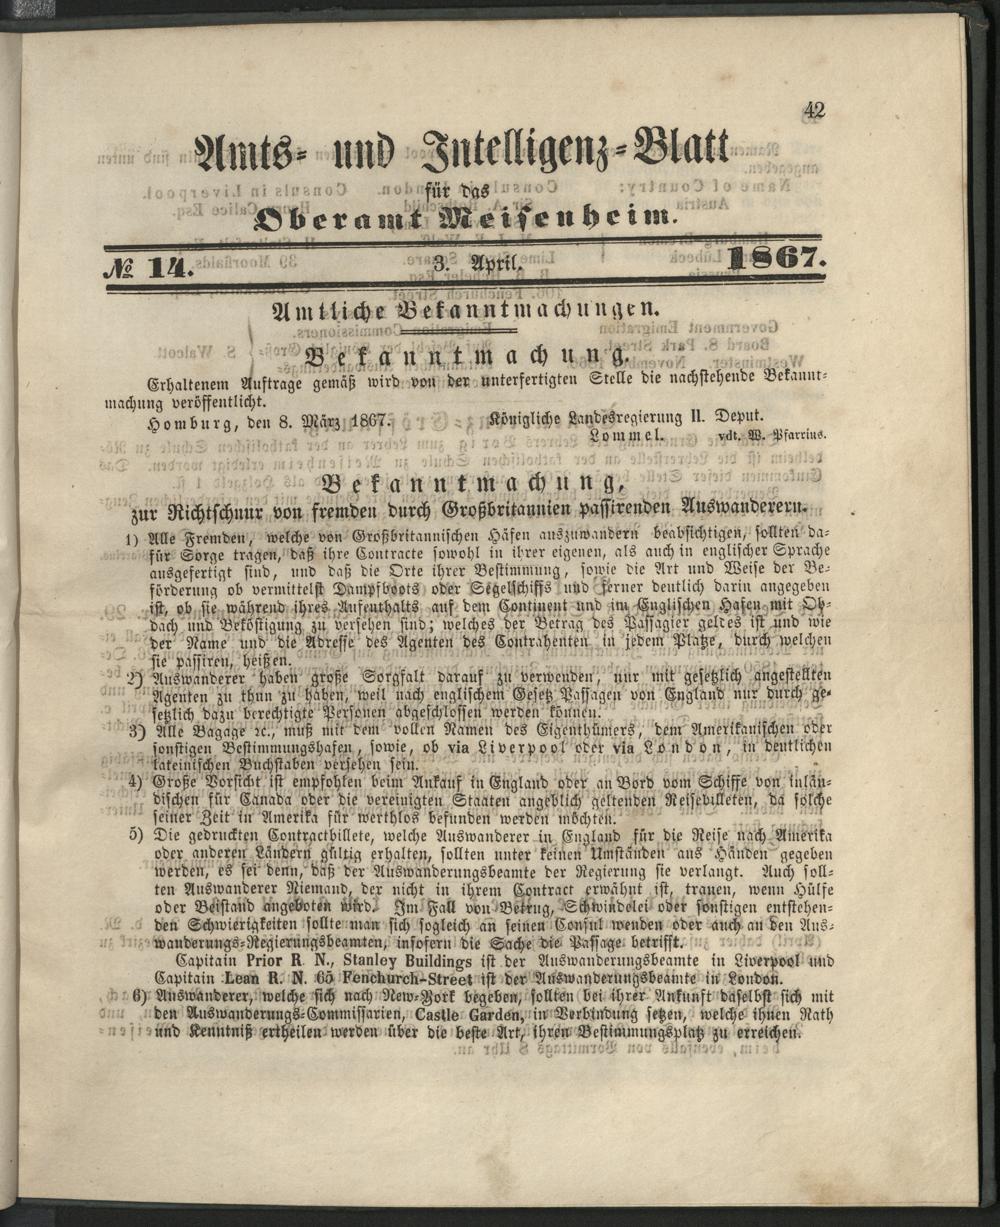 42
Amts- und Intelligenz-Blatt
für das
Oberamt Meisenheim.
№ 14. 3. April. 1867.
Amtliche Bekanntmachungen.
Bekanntmachung.
Erhaltenem Auftrage gemäß wird von der unterfertigten Stelle die nachstehende Bekannt-
machung veröffentlicht.
Homburg, den 8. März 1867. Königliche Landesregierung II. Deput.
Lommel. vdt. W. Pfarrius.
Bekanntmachung,
zur Richtschnur von fremden durch Großbritannien passirenden Auswanderern.
1) Alle Fremden, welche von Großbritannischen Häfen auszuwandern beabsichtigen, sollten da-
für Sorge tragen, daß ihre Contracte sowohl in ihrer eigenen, als auch in englischer Sprache
ausgefertigt sind, und daß die Orte ihrer Bestimmung, sowie die Art und Weise der Be-
förderung ob vermittelst Dampfboots oder Segelschiffs und ferner deutlich darin angegeben
ist, ob sie während ihres Aufenthalts auf dem Continent und im Englischen Hafen mit Ob-
dach und Beköstigung zu versehen sind; welches der Betrag des Passagier geldes ist und wie
der Name und die Adresse des Agenten des Contrahenten in jedem Platze, durch welchen
sie passiren, heißen.
2) Auswanderer haben große Sorgfalt darauf zu verwenden, nur mit gesetzlich angestellten
Agenten zu thun zu haben, weil nach englischem Gesetz Passagen von England nur durch ge-
setzlich dazu berechtigte Personen abgeschlossen werden können.
3) Alle Bagage ꝛc., muß mit dem vollen Namen des Eigenthümers, dem Amerikanischen oder
sonstigen Bestimmungshafen, sowie, ob via Liverpool oder via London, in deutlichen
lateinischen Buchstaben versehen sein.
4) Große Vorsicht ist empfohlen beim Ankauf in England oder an Bord vom Schiffe von inlän-
dischen für Canada oder die vereinigten Staaten angeblich geltenden Reisebilleten, da solche
seiner Zeit in Amerika für werthlos befunden werden möchten.
5) Die gedruckten Contractbillete, welche Auswanderer in England für die Reise nach Amerika
oder anderen Ländern gültig erhalten, sollten unter keinen Umständen aus Händen gegeben
werden, es sei denn, daß der Auswanderungsbeamte der Regierung sie verlangt. Auch soll-
ten Auswanderer Niemand, der nicht in ihrem Contract erwähnt ist, trauen, wenn Hülfe
oder Beistand angeboten wird. Im Fall von Betrug, Schwindelei oder sonstigen entstehen-
den Schwierigkeiten sollte man sich sogleich an seinen Consul wenden oder auch an den Aus-
wanderungs-Regierungsbeamten, insofern die Sache die Passage betrifft.
Capitain Prior R. N., Stanley Buildings ist der Auswanderungsbeamte in Liverpool und
Capitain Lean R. N. 65 Fenchurch-Street ist der Auswanderungsbeamte in London.
6) Auswanderer, welche sich nach New-York begeben, sollten bei ihrer Ankunft daselbst sich mit
den Auswanderungs-Commissarien, Castle Garden, in Verbindung setzen, welche ihnen Rath
und Kenntniß ertheilen werden über die beste Art, ihren Bestimmungsplatz zu erreichen.